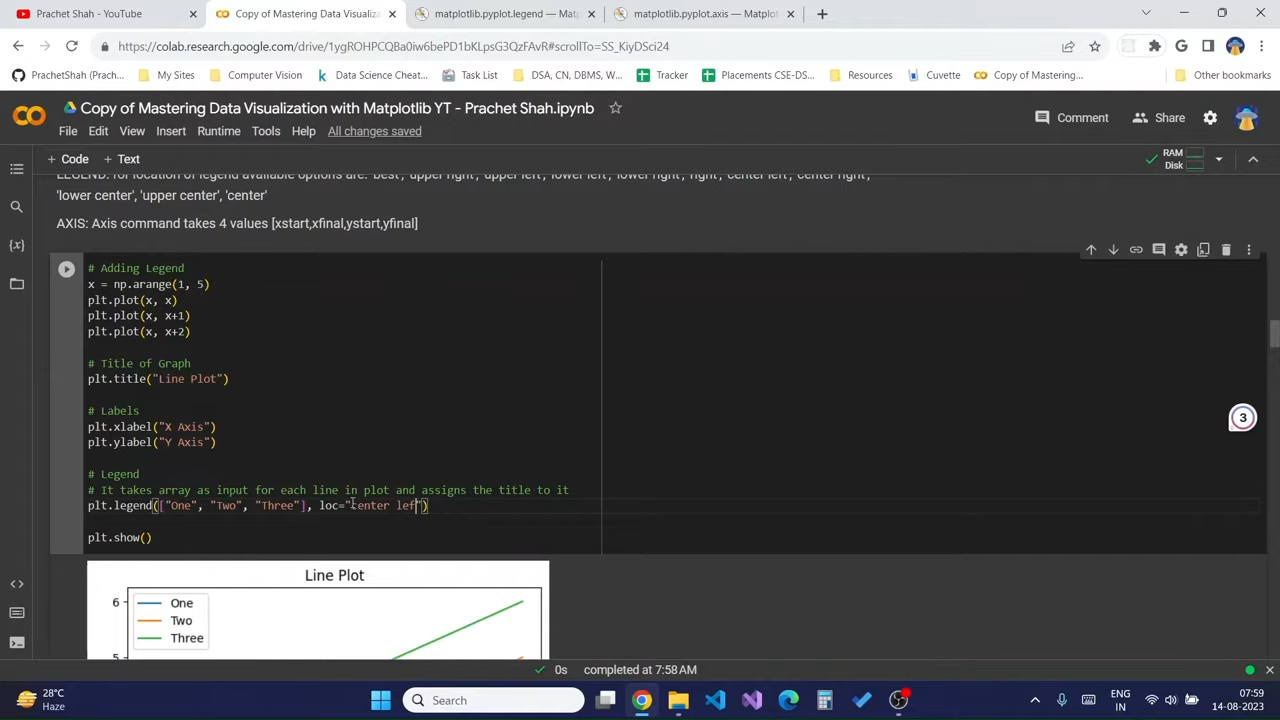 Prachet Shah - YouTube
Copy of Mastering Data Visualiza
matplotlib.pyplot.legend — Mat
matplotlib.pyplot.axis — Matplot
https://colab.research.google.com/drive/1ygROHPCQBa0iw6bePD1bKLpsG3QzFAvR#scrollTo=SS_KiyDSci24
PrachetShah (Prach...
My Sites
Computer Vision
Data Science Cheat...
Task List
DSA, CN, DBMS, W...
Tracker
Placements CSE-DS...
Resources
Cuvette
Copy of Mastering...
Other bookmarks
Copy of Mastering Data Visualization with Matplotlib YT - Prachet Shah.ipynb
Comment
Share
File Edit View Insert Runtime Tools Help All changes saved
+ Code + Text
RAM
Disk
LEGEND: for location of legend available options are: 'best', 'upper right', 'upper left', 'lower left', 'lower right', 'right', 'center left', 'center right',
'lower center', 'upper center', 'center'
AXIS: Axis command takes 4 values [xstart,xfinal,ystart,yfinal]
# Adding Legend
x = np.arange(1, 5)
plt.plot(x, x)
plt.plot(x, x+1)
plt.plot(x, x+2)
# Title of Graph
plt.title("Line Plot")
# Labels
plt.xlabel("X Axis")
plt.ylabel("Y Axis")
# Legend
# It takes array as input for each line in plot and assigns the title to it
plt.legend(["One", "Two", "Three"], loc="center lef")
plt.show()
3
Line Plot
6
One
Two
Three
5
0s completed at 7:58 AM
28°C
Haze
Search
ENG
IN
07:59
14-08-2023